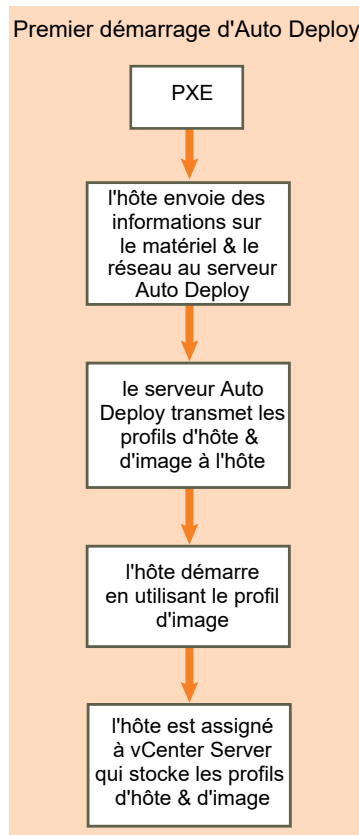 Premier démarrage d'Auto Deploy
PXE
l'hôte envoie des
informations sur
le matériel & le
réseau au serveur
Auto Deploy
le serveur Auto
Deploy transmet les
profils d'hôte &
d'image à l'hôte
l'hôte démarre
en utilisant le profil
d'image
l'hôte est assigné
à vCenter Server
qui stocke les profils
d'hôte & d'image